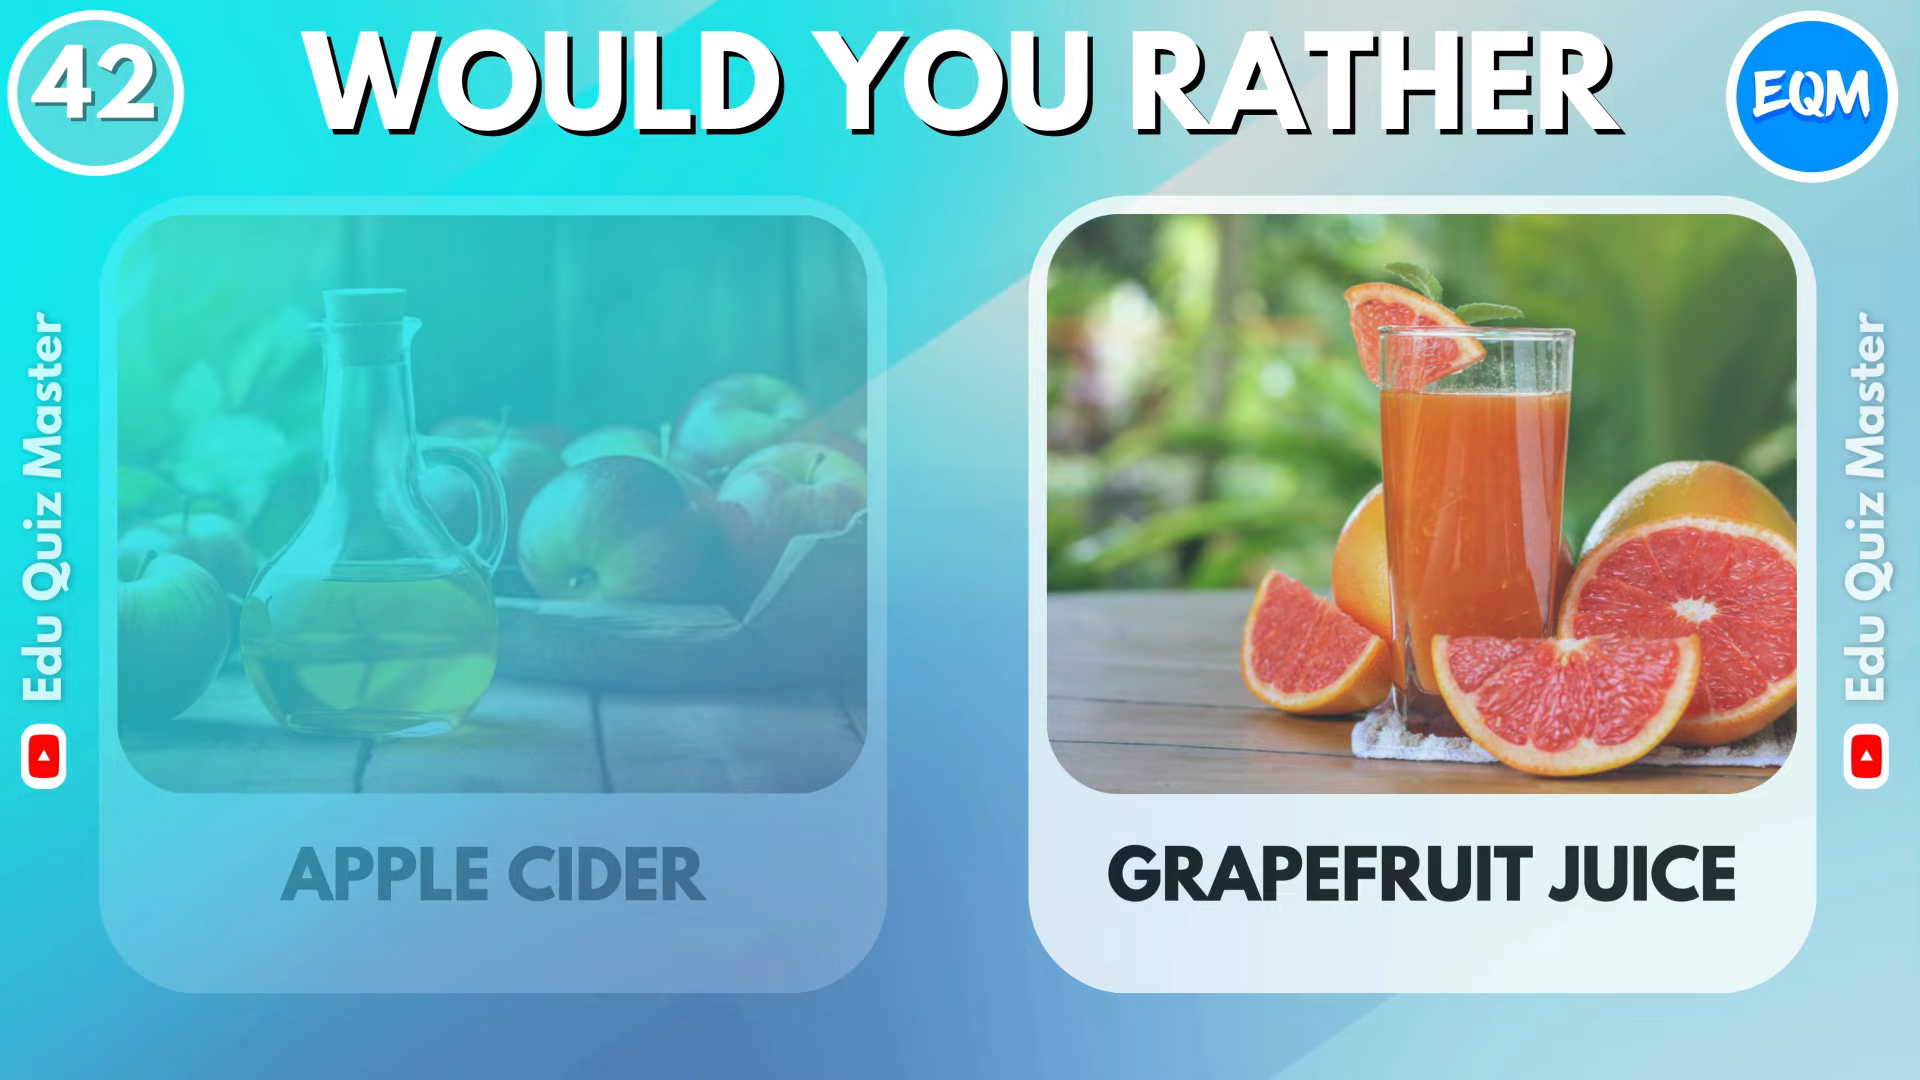 42
WOULD YOU RATHER
EQM
Edu Quiz Master
APPLE CIDER
GRAPEFRUIT JUICE
Edu Quiz Master